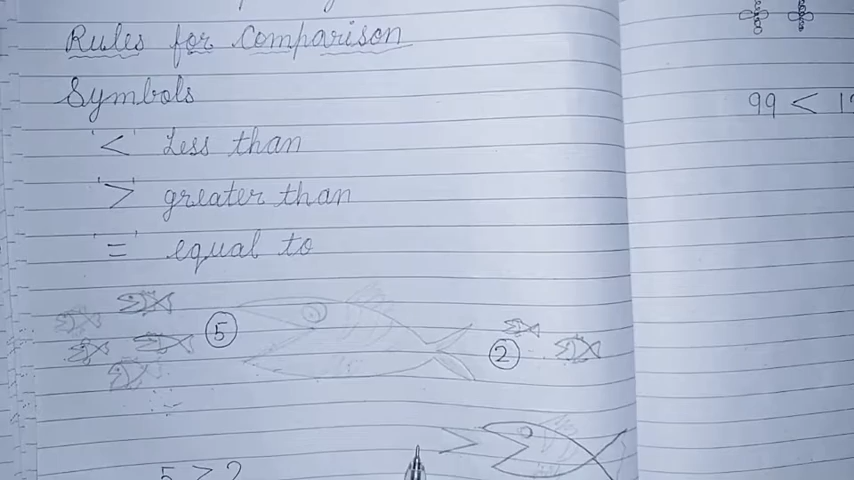 Rules for Comparison
Symbols
'<' Less than
'>' greater than
'=' equal to
5
2
5 > 2
99 <